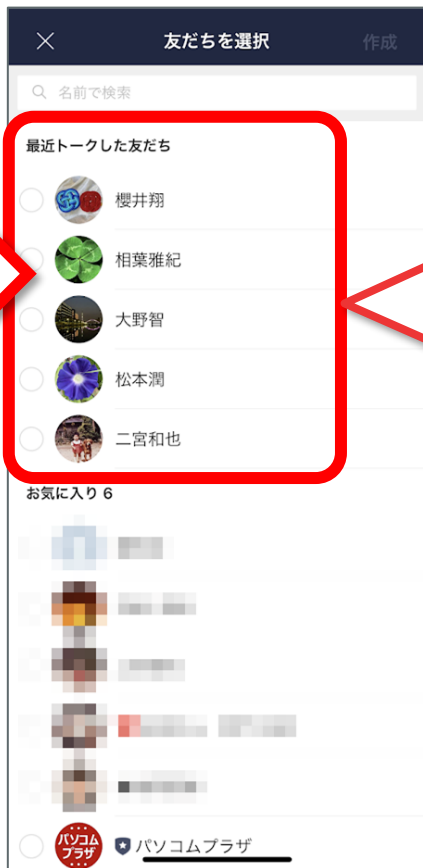 友だちを選択
作成
名前で検索
最近トークした友だち
櫻井翔
相葉雅紀
大野智
松本潤
二宮和也
お気に入り 6
パソコム
プラザ
パソコムプラザ